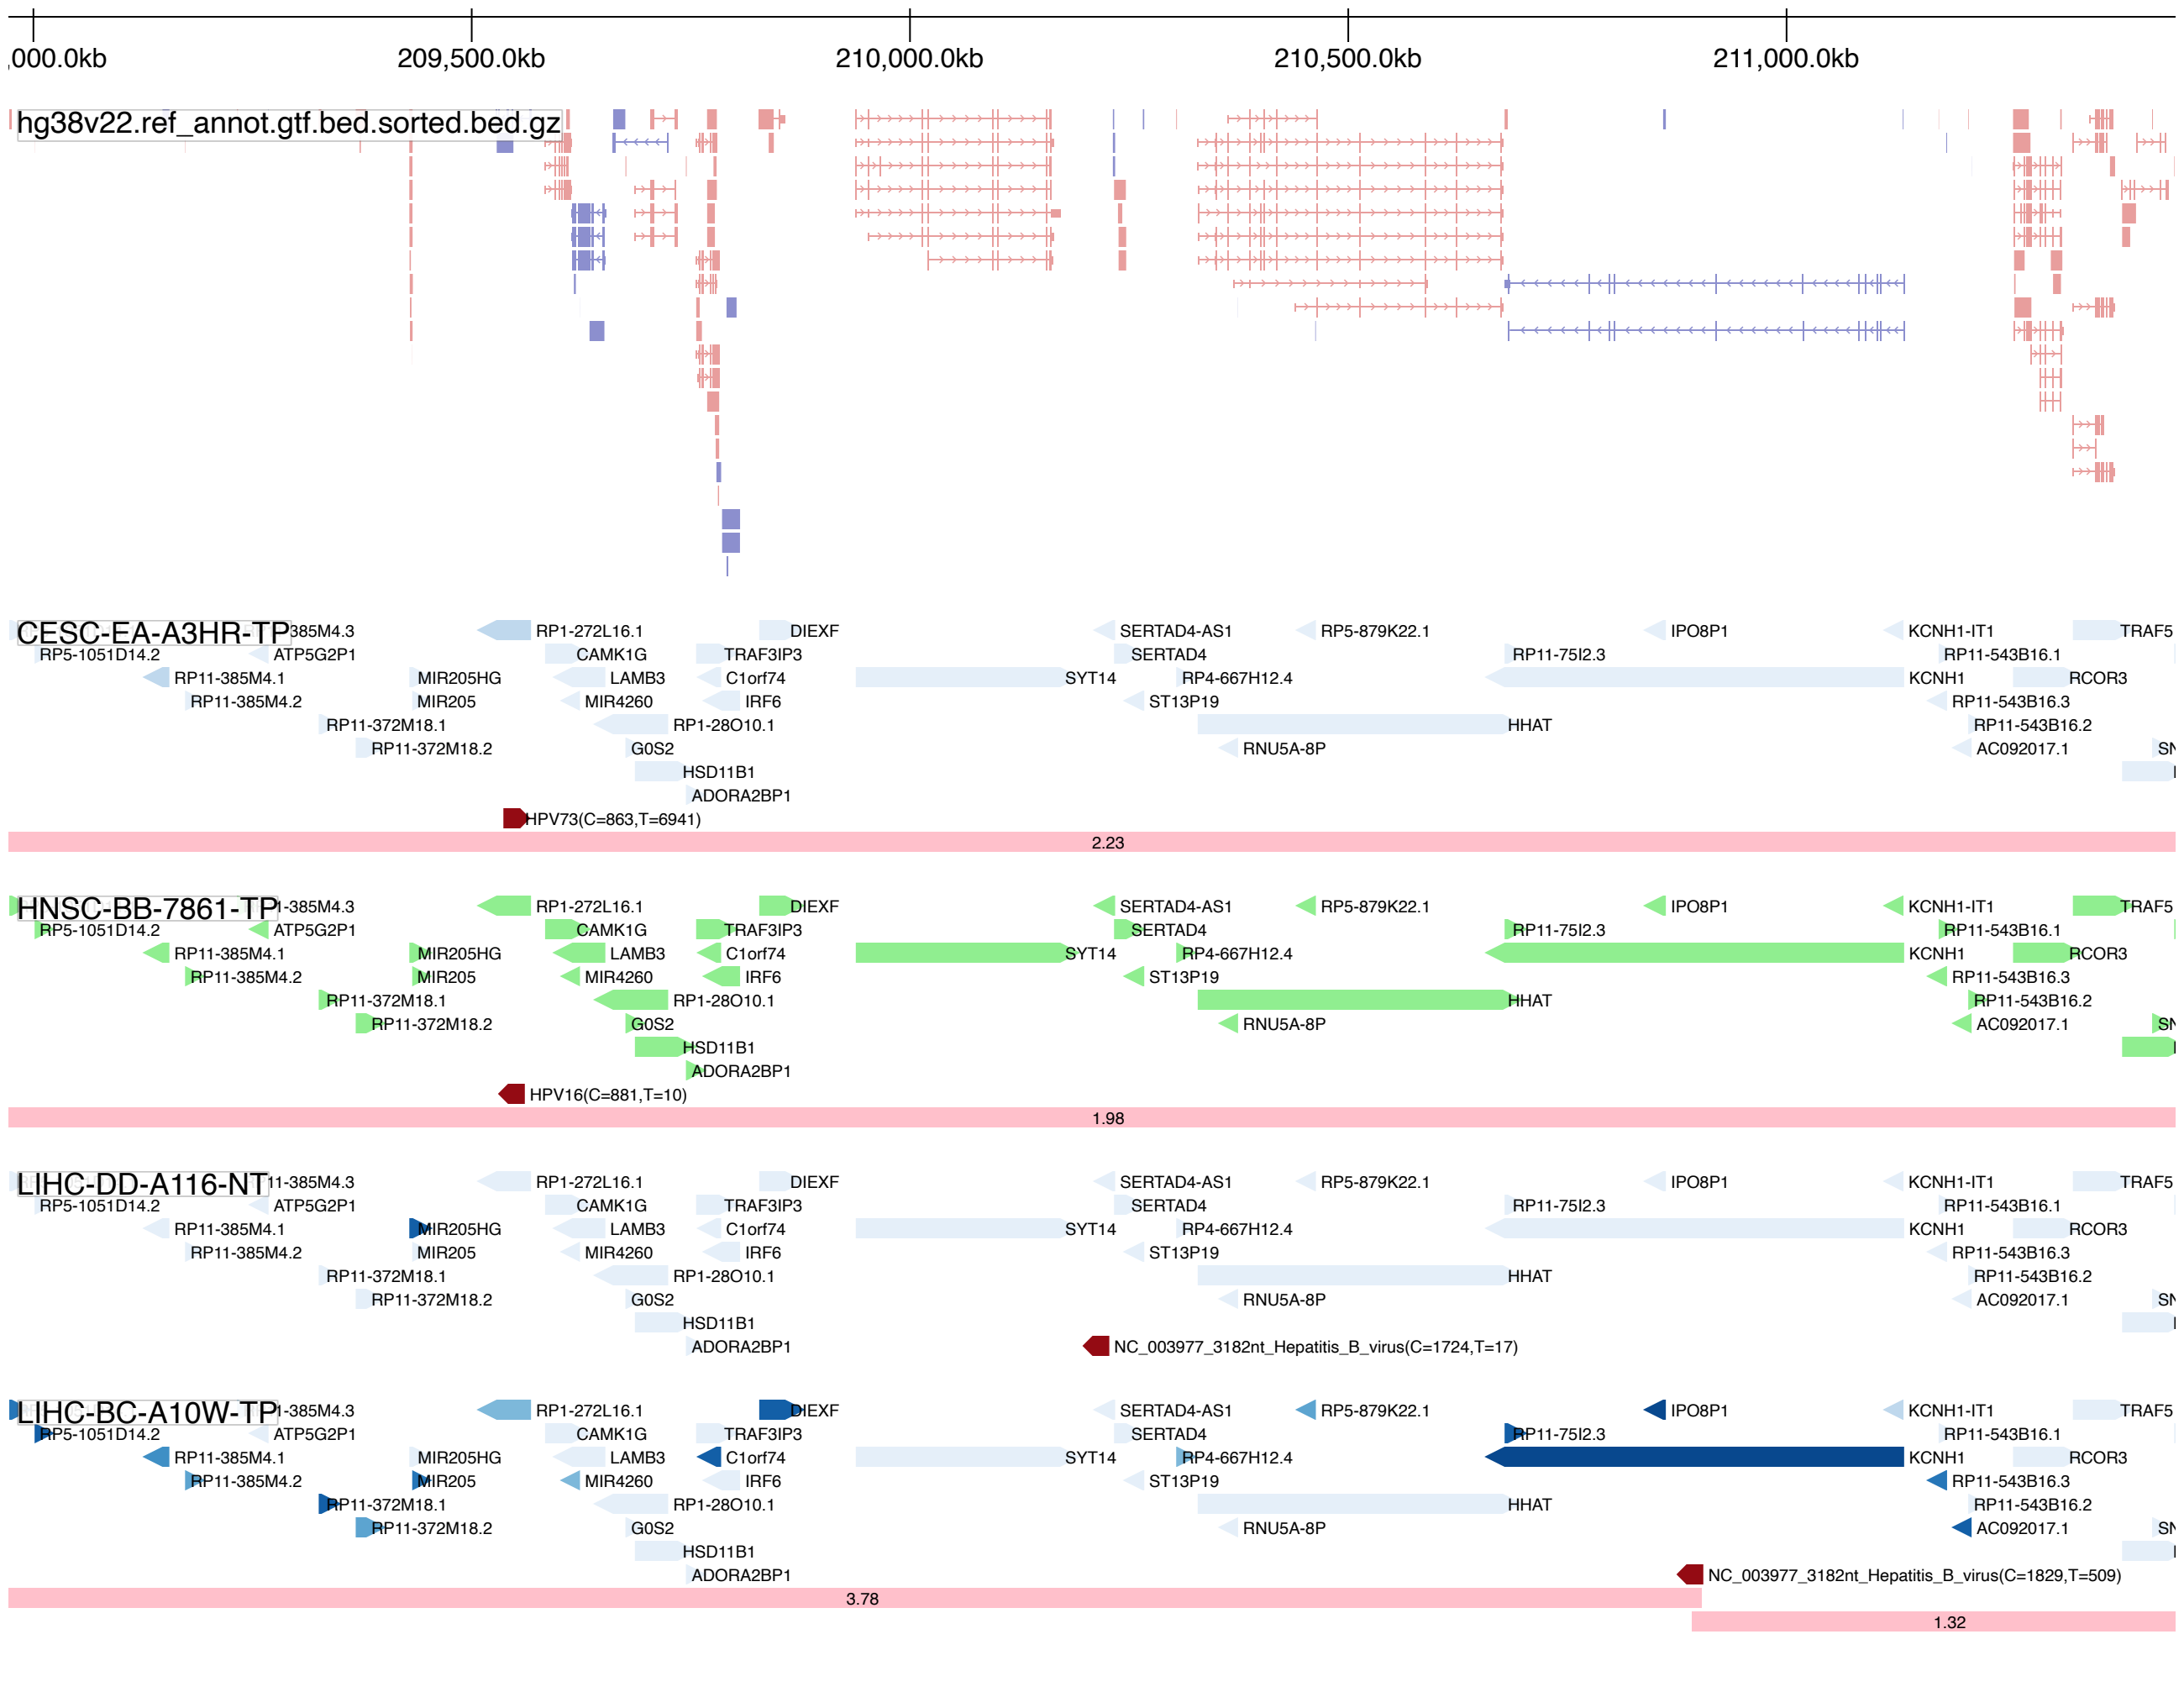 ,000.0kb 209,500.0kb 210,000.0kb 210,500.0kb 211,000.0kb
hg38v22.ref_annot.gtf.bed.sorted.bed.gz
CESC-EA-A3HR-TP 385M4.3 RP1-272L16.1 DIEXF SERTAD4-AS1 RP5-879K22.1 IPO8P1 KCNH1-IT1 TRAF5
RP5-1051D14.2 ATP5G2P1 CAMK1G TRAF3IP3 SERTAD4 RP11-75I2.3 RP11-543B16.1
RP11-385M4.1 MIR205HG LAMB3 C1orf74 SYT14 RP4-667H12.4 KCNH1 RCOR3
RP11-385M4.2 MIR205 MIR4260 IRF6 ST13P19 RP11-543B16.3
RP11-372M18.1 RP1-28O10.1 HHAT RP11-543B16.2
RP11-372M18.2 G0S2 RNU5A-8P AC092017.1 SN
HSD11B1
ADORA2BP1
HPV73(C=863,T=6941)
2.23
HNSC-BB-7861-TP 1-385M4.3 RP1-272L16.1 DIEXF SERTAD4-AS1 RP5-879K22.1 IPO8P1 KCNH1-IT1 TRAF5
RP5-1051D14.2 ATP5G2P1 CAMK1G TRAF3IP3 SERTAD4 RP11-75I2.3 RP11-543B16.1
RP11-385M4.1 MIR205HG LAMB3 C1orf74 SYT14 RP4-667H12.4 KCNH1 RCOR3
RP11-385M4.2 MIR205 MIR4260 IRF6 ST13P19 RP11-543B16.3
RP11-372M18.1 RP1-28O10.1 HHAT RP11-543B16.2
RP11-372M18.2 G0S2 RNU5A-8P AC092017.1 SN
HSD11B1
ADORA2BP1
HPV16(C=881,T=10)
1.98
LIHC-DD-A116-NT 11-385M4.3 RP1-272L16.1 DIEXF SERTAD4-AS1 RP5-879K22.1 IPO8P1 KCNH1-IT1 TRAF5
RP5-1051D14.2 ATP5G2P1 CAMK1G TRAF3IP3 SERTAD4 RP11-75I2.3 RP11-543B16.1
RP11-385M4.1 MIR205HG LAMB3 C1orf74 SYT14 RP4-667H12.4 KCNH1 RCOR3
RP11-385M4.2 MIR205 MIR4260 IRF6 ST13P19 RP11-543B16.3
RP11-372M18.1 RP1-28O10.1 HHAT RP11-543B16.2
RP11-372M18.2 G0S2 RNU5A-8P AC092017.1 SN
HSD11B1
ADORA2BP1 NC_003977_3182nt_Hepatitis_B_virus(C=1724,T=17)
LIHC-BC-A10W-TP 1-385M4.3 RP1-272L16.1 DIEXF SERTAD4-AS1 RP5-879K22.1 IPO8P1 KCNH1-IT1 TRAF5
RP5-1051D14.2 ATP5G2P1 CAMK1G TRAF3IP3 SERTAD4 RP11-75I2.3 RP11-543B16.1
RP11-385M4.1 MIR205HG LAMB3 C1orf74 SYT14 RP4-667H12.4 KCNH1 RCOR3
RP11-385M4.2 MIR205 MIR4260 IRF6 ST13P19 RP11-543B16.3
RP11-372M18.1 RP1-28O10.1 HHAT RP11-543B16.2
RP11-372M18.2 G0S2 RNU5A-8P AC092017.1 SN
HSD11B1
ADORA2BP1 NC_003977_3182nt_Hepatitis_B_virus(C=1829,T=509)
3.78
1.32